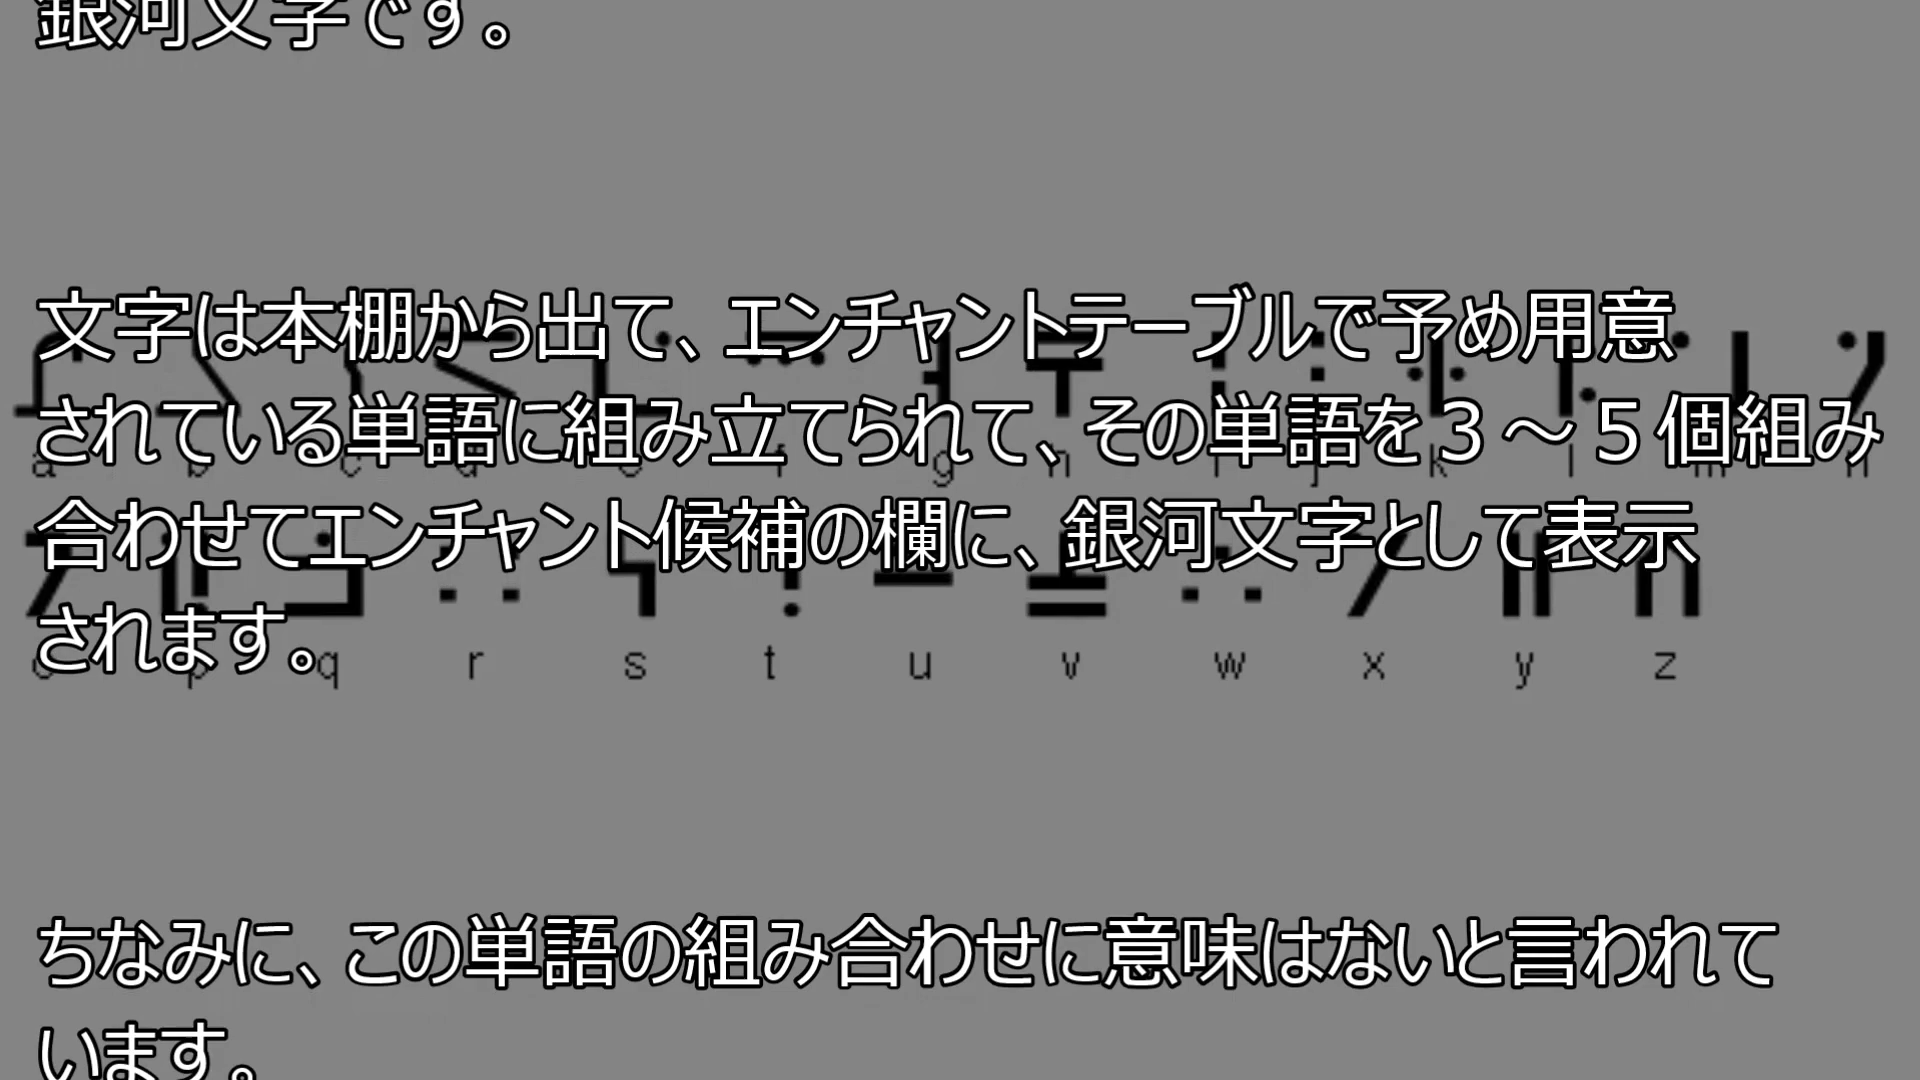 銀河文字です。
文字は本棚から出て、エンチャントテーブルで予め用意
されている単語に組み立てられて、その単語を３～５個組み
合わせてエンチャント候補の欄に、銀河文字として表示
されます。
a b c d e f g h i j k l m n
o p q r s t u v w x y z
ちなみに、この単語の組み合わせに意味はないと言われて
います。